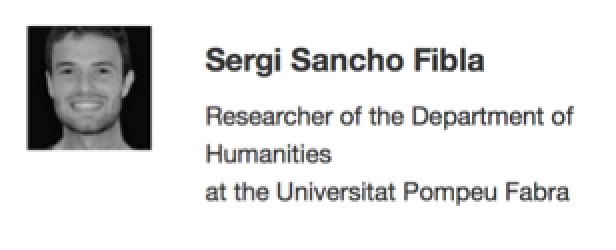 Sergi Sancho Fibla
Researcher of the Department of
Humanities
at the Universitat Pompeu Fabra